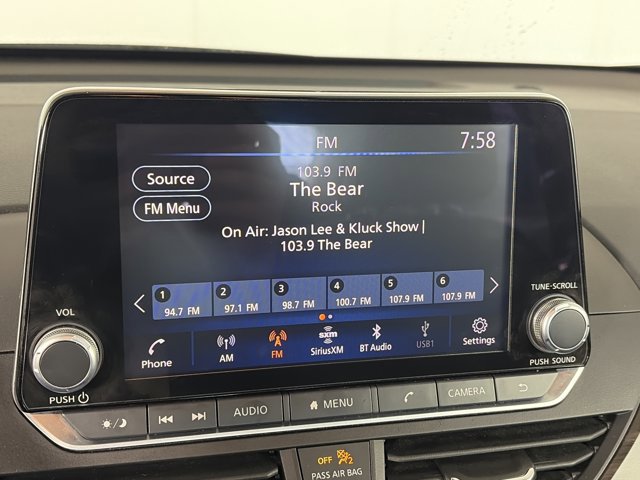 FM
7:58
Source
103.9 FM
The Bear
FM Menu
Rock
On Air: Jason Lee & Kluck Show |
103.9 The Bear
1 2 3 4 5 6
94.7 FM 97.1 FM 98.7 FM 100.7 FM 107.9 FM 107.9 FM
Phone
AM
FM
sxm
SiriusXM
BT Audio
USB1
Settings
VOL
PUSH
TUNE·SCROLL
PUSH SOUND
AUDIO
MENU
CAMERA
OFF 2
PASS AIR BAG